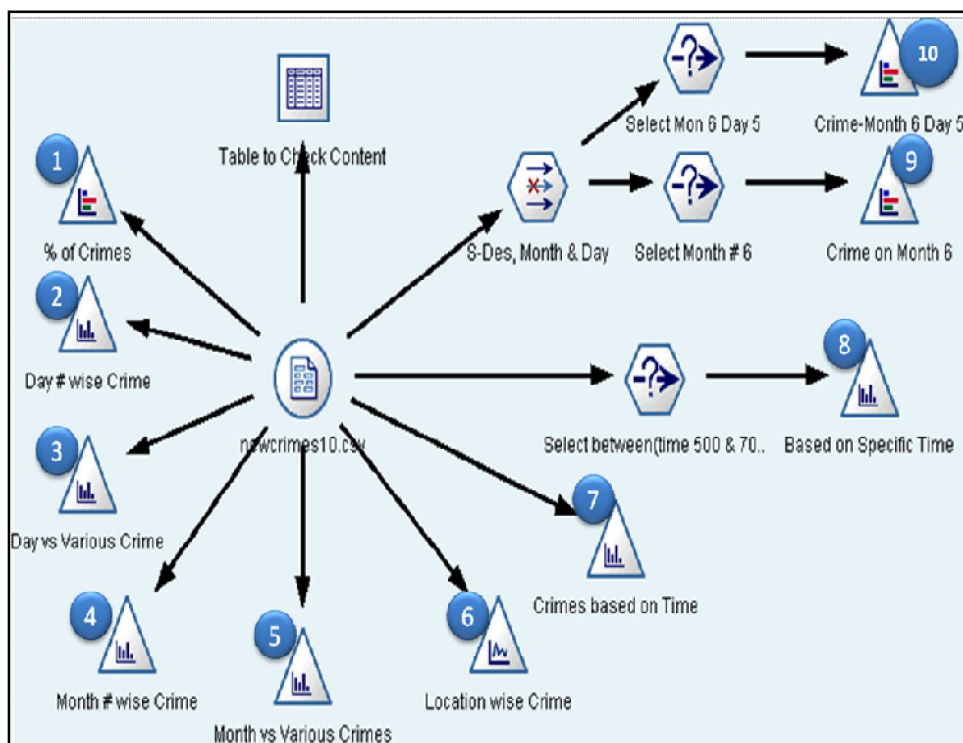 10
Select Mon 6 Day 5
Crime-Month 6 Day 5
Table to Check Content
1
9
% of Crimes
S-Des, Month & Day
Select Month # 6
Crime on Month 6
2
8
Day # wise Crime
newcrimes10.csv
Select between(time 500 & 70..
Based on Specific Time
3
7
Day vs Various Crime
Crimes based on Time
4
5
6
Month # wise Crime
Location wise Crime
Month vs Various Crimes